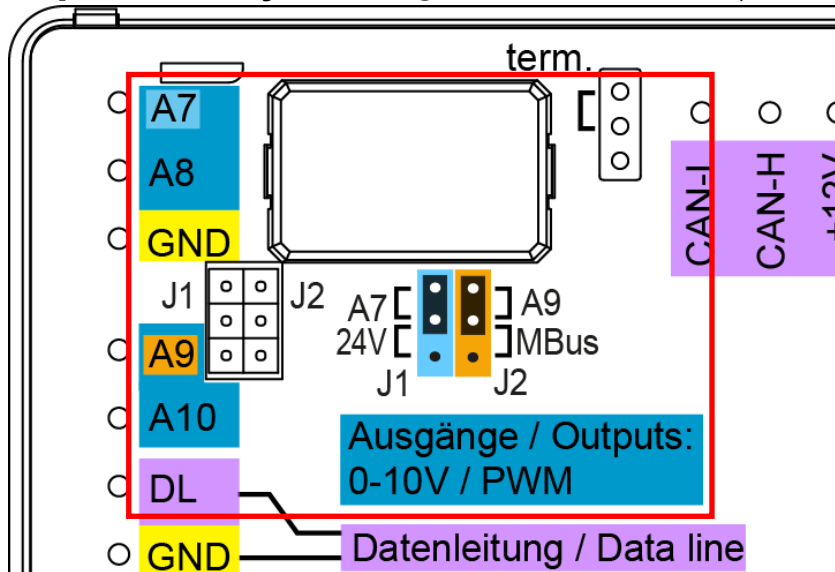 term.
A7
A8
GND
J1
J2
A7
24V
A9
MBus
J1
J2
A9
A10
DL
GND
Ausgänge / Outputs:
0-10V / PWM
Datenleitung / Data line
CAN-L
CAN-H
+12V